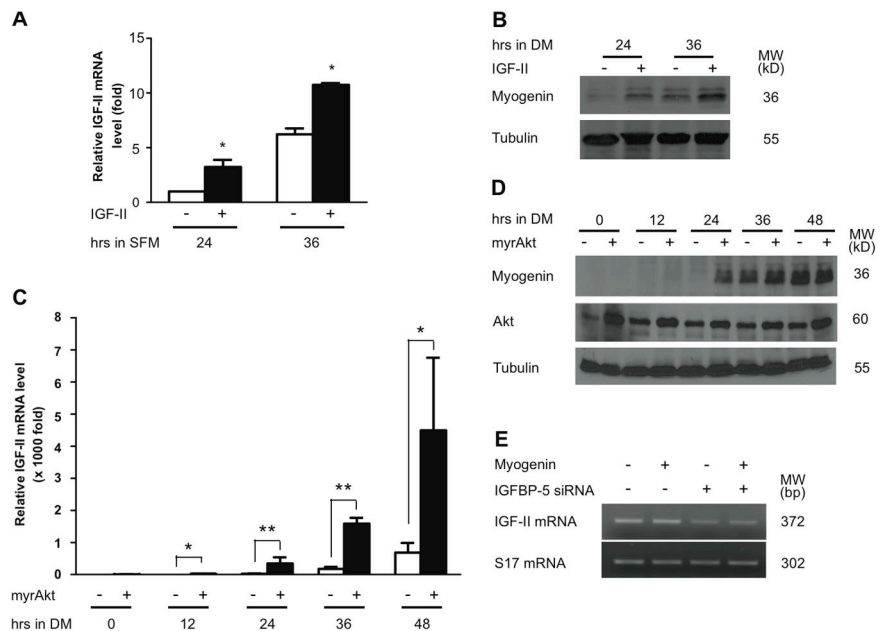 A
Relative IGF-II mRNA
level (fold)
15
10
5
0
* *
IGF-II - + - +
hrs in SFM 24 36
B
hrs in DM 24 36 MW
IGF-II - + - + (kD)
Myogenin 36
Tubulin 55
C
Relative IGF-II mRNA level
(x 1000 fold)
8
7
6
5
4
3
2
1
0
* ** ** *
myrAkt - + - + - + - + - +
hrs in DM 0 12 24 36 48
D
hrs in DM 0 12 24 36 48 MW
myrAkt - + - + - + - + - + (kD)
Myogenin 36
Akt 60
Tubulin 55
E
Myogenin - + - + MW
IGFBP-5 siRNA - - + + (bp)
IGF-II mRNA 372
S17 mRNA 302